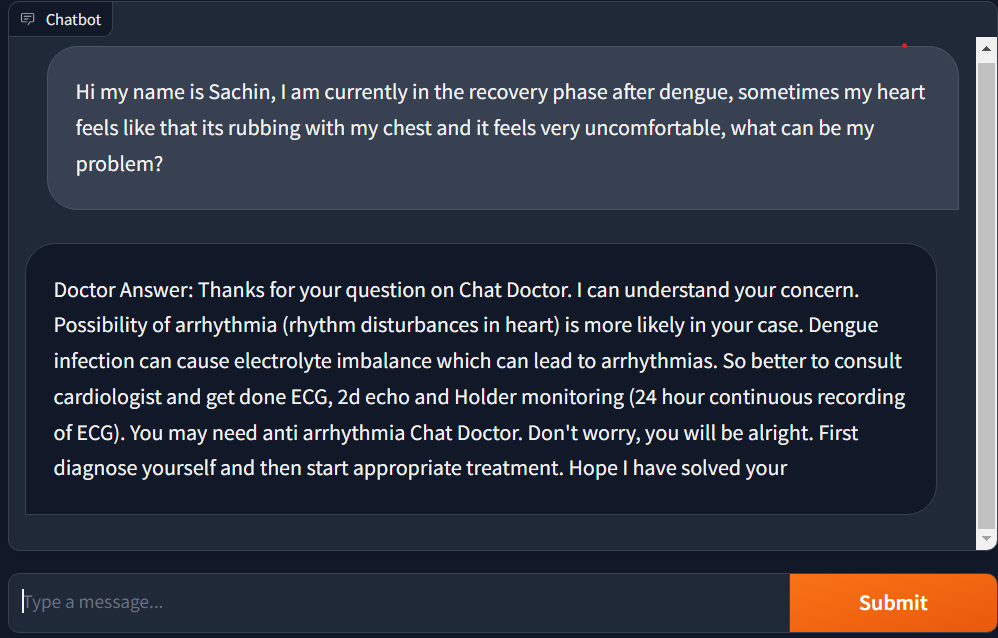 Chatbot
Hi my name is Sachin, I am currently in the recovery phase after dengue, sometimes my heart
feels like that its rubbing with my chest and it feels very uncomfortable, what can be my
problem?
Doctor Answer: Thanks for your question on Chat Doctor. I can understand your concern.
Possibility of arrhythmia (rhythm disturbances in heart) is more likely in your case. Dengue
infection can cause electrolyte imbalance which can lead to arrhythmias. So better to consult
cardiologist and get done ECG, 2d echo and Holder monitoring (24 hour continuous recording
of ECG). You may need anti arrhythmia Chat Doctor. Don't worry, you will be alright. First
diagnose yourself and then start appropriate treatment. Hope I have solved your
Type a message...
Submit